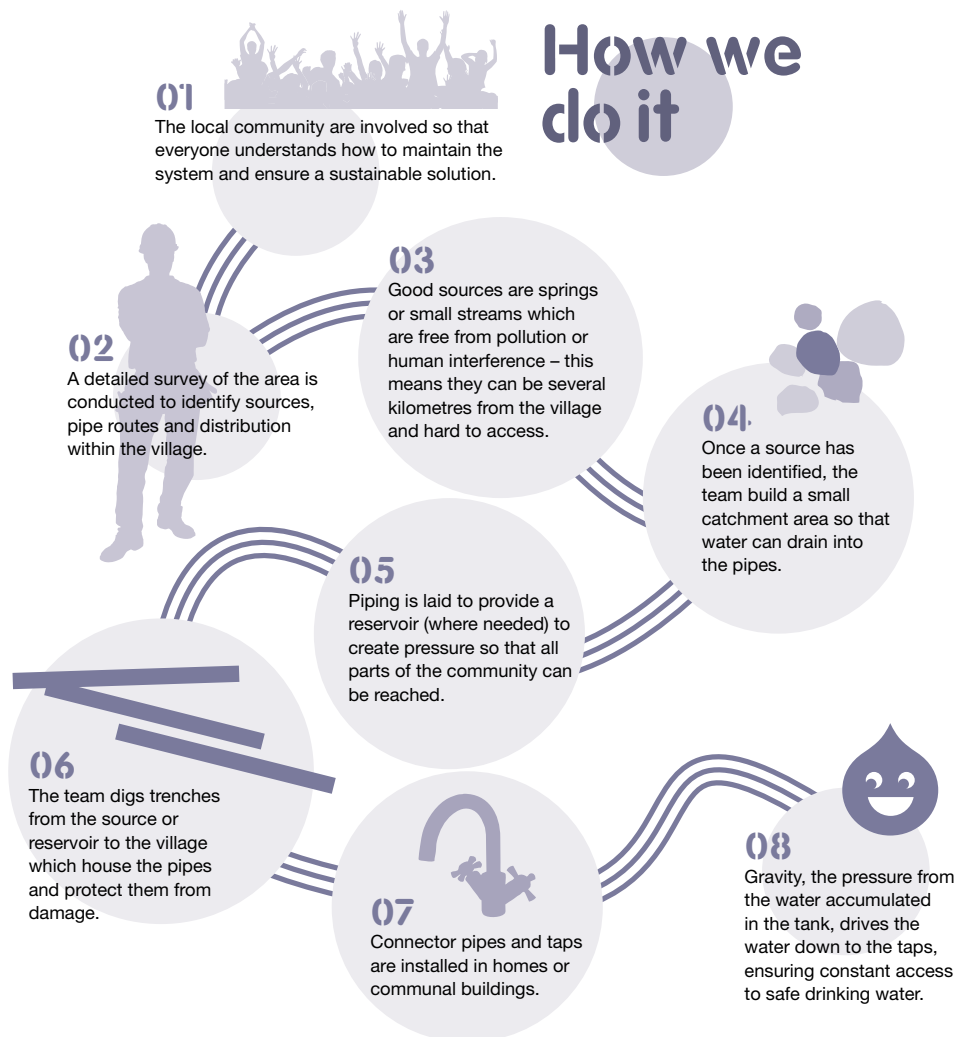 How we
do it
01
The local community are involved so that
everyone understands how to maintain the
system and ensure a sustainable solution.
02
A detailed survey of the area is
conducted to identify sources,
pipe routes and distribution
within the village.
03
Good sources are springs
or small streams which
are free from pollution or
human interference – this
means they can be several
kilometres from the village
and hard to access.
04.
Once a source has
been identified, the
team build a small
catchment area so that
water can drain into
the pipes.
05
Piping is laid to provide a
reservoir (where needed) to
create pressure so that all
parts of the community can
be reached.
06
The team digs trenches
from the source or
reservoir to the village
which house the pipes
and protect them from
damage.
07
Connector pipes and taps
are installed in homes or
communal buildings.
08
Gravity, the pressure from
the water accumulated
in the tank, drives the
water down to the taps,
ensuring constant access
to safe drinking water.